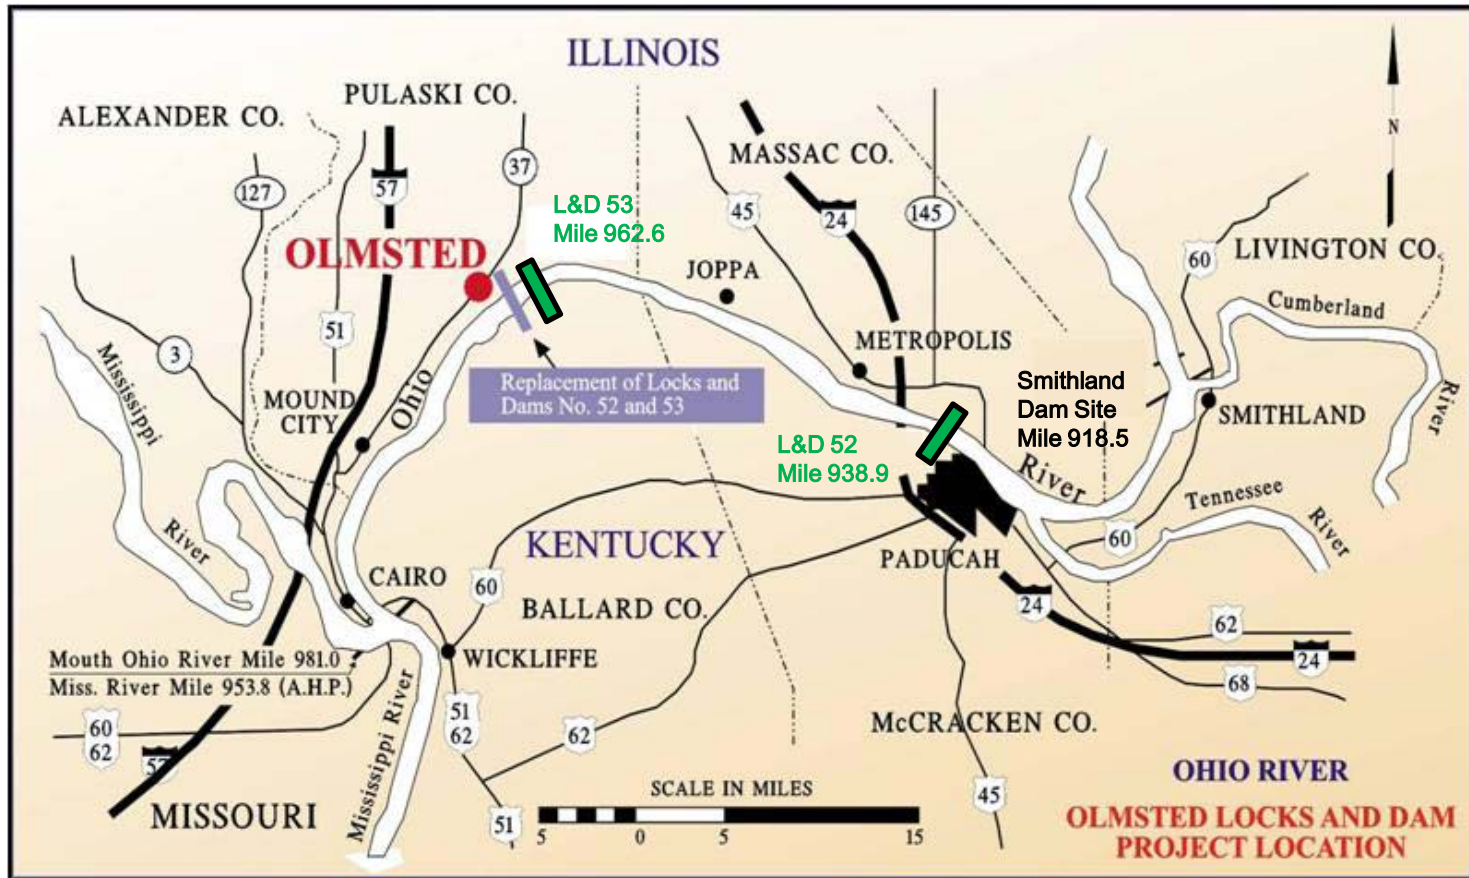 ILLINOIS
PULASKI CO.
ALEXANDER CO.
MASSAC CO.
N
37
127
57
45
24
145
L&D 53
Mile 962.6
LIVINGTON CO.
60
OLMSTED
JOPPA
Cumberland
River
51
3
Mississippi
River
METROPOLIS
Ohio
MOUND
CITY
Replacement of Locks and
Dams No. 52 and 53
Smithland
Dam Site
Mile 918.5
SMITHLAND
L&D 52
Mile 938.9
River
Tennessee
River
60
KENTUCKY
PADUCAH
CAIRO
60
BALLARD CO.
24
62
24
68
WICKLIFFE
Mouth Ohio River Mile 981.0
Miss. River Mile 953.8 (A.H.P.)
60
62
57
51
62
62
McCRACKEN CO.
Mississippi River
MISSOURI
51
45
SCALE IN MILES
5 0 5 15
OHIO RIVER
OLMSTED LOCKS AND DAM
PROJECT LOCATION